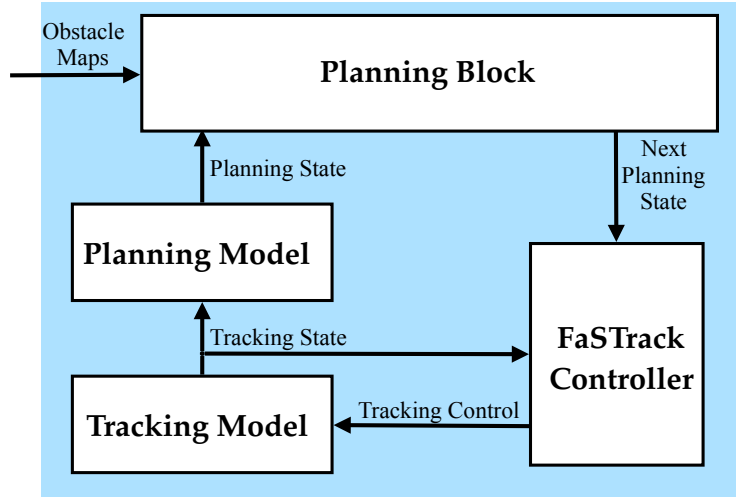 Obstacle
Maps
Planning Block
Planning State
Next
Planning
State
Planning Model
Tracking State
FaSTrack
Controller
Tracking Control
Tracking Model